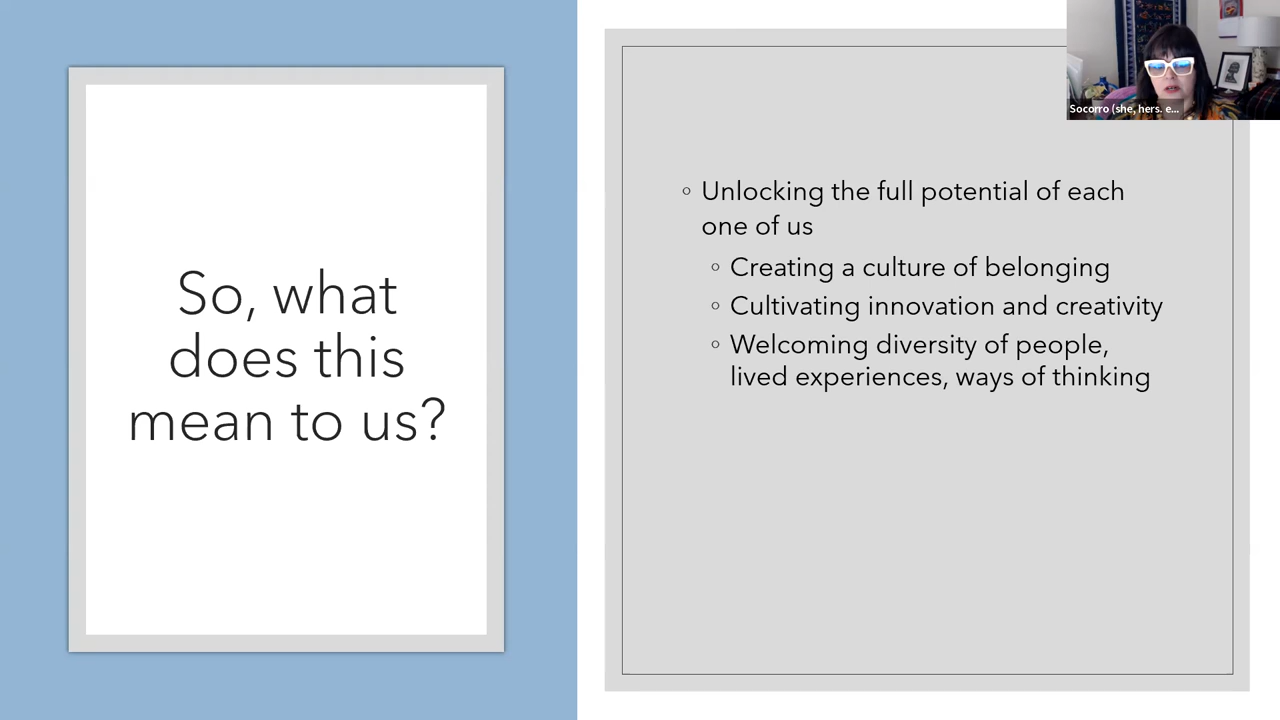 So, what
does this
mean to us?
Unlocking the full potential of each
one of us
Creating a culture of belonging
Cultivating innovation and creativity
Welcoming diversity of people,
lived experiences, ways of thinking
Socorro (she, hers. e...